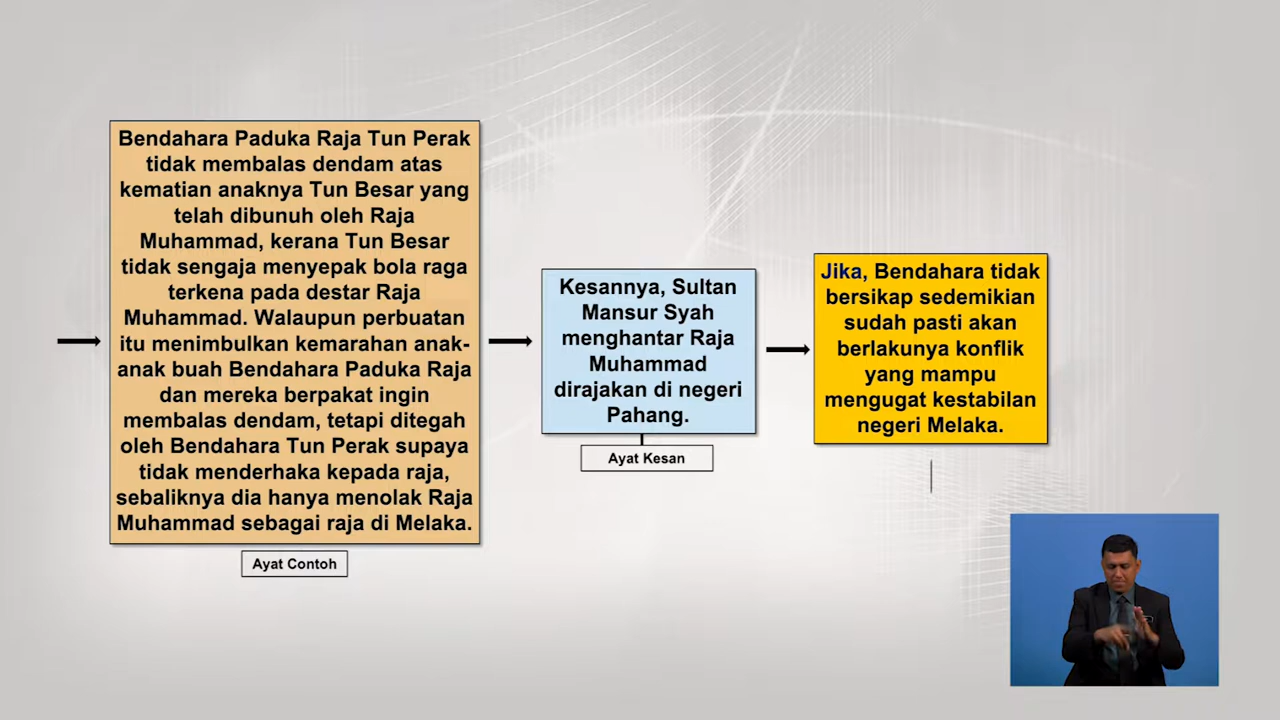 Bendahara Paduka Raja Tun Perak
tidak membalas dendam atas
kematian anaknya Tun Besar yang
telah dibunuh oleh Raja
Muhammad, kerana Tun Besar
tidak sengaja menyepak bola raga
terkena pada destar Raja
Muhammad. Walaupun perbuatan
itu menimbulkan kemarahan anak-
anak buah Bendahara Paduka Raja
dan mereka berpakat ingin
membalas dendam, tetapi ditegah
oleh Bendahara Tun Perak supaya
tidak menderhaka kepada raja,
sebaliknya dia hanya menolak Raja
Muhammad sebagai raja di Melaka.
Ayat Contoh
Kesannya, Sultan
Mansur Syah
menghantar Raja
Muhammad
dirajakan di negeri
Pahang.
Ayat Kesan
Jika, Bendahara tidak
bersikap sedemikian
sudah pasti akan
berlakunya konflik
yang mampu
mengugat kestabilan
negeri Melaka.